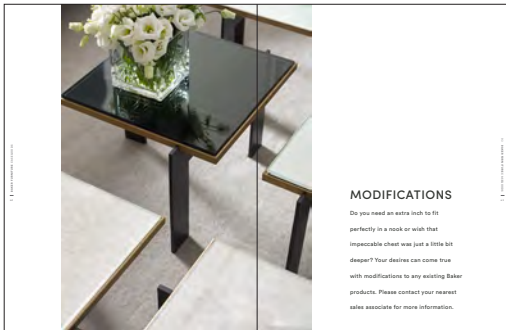 MODIFICATIONS
Do you need an extra inch to fit
perfectly in a nook or wish that
impeccable chest was just a little bit
deeper? Your desires can come true
with modifications to any existing Baker
products. Please contact your nearest
sales associate for more information.